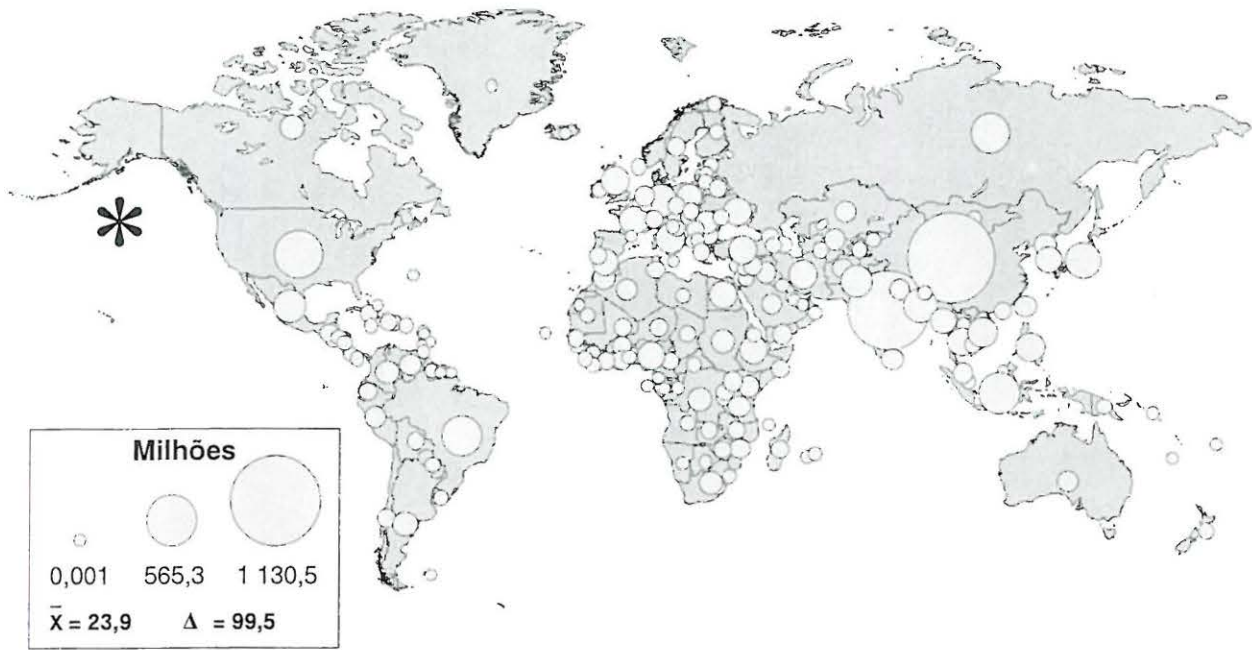 *
Milhões
0,001 565,3 1 130,5
X̄ = 23,9 Δ = 99,5